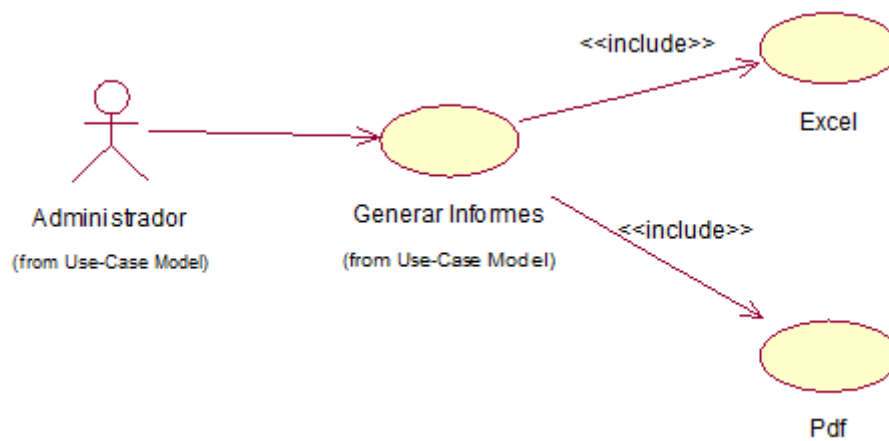 <<include>>
Excel
Administrador
(from Use-Case Model)
Generar Informes
(from Use-Case Model)
<<include>>
Pdf